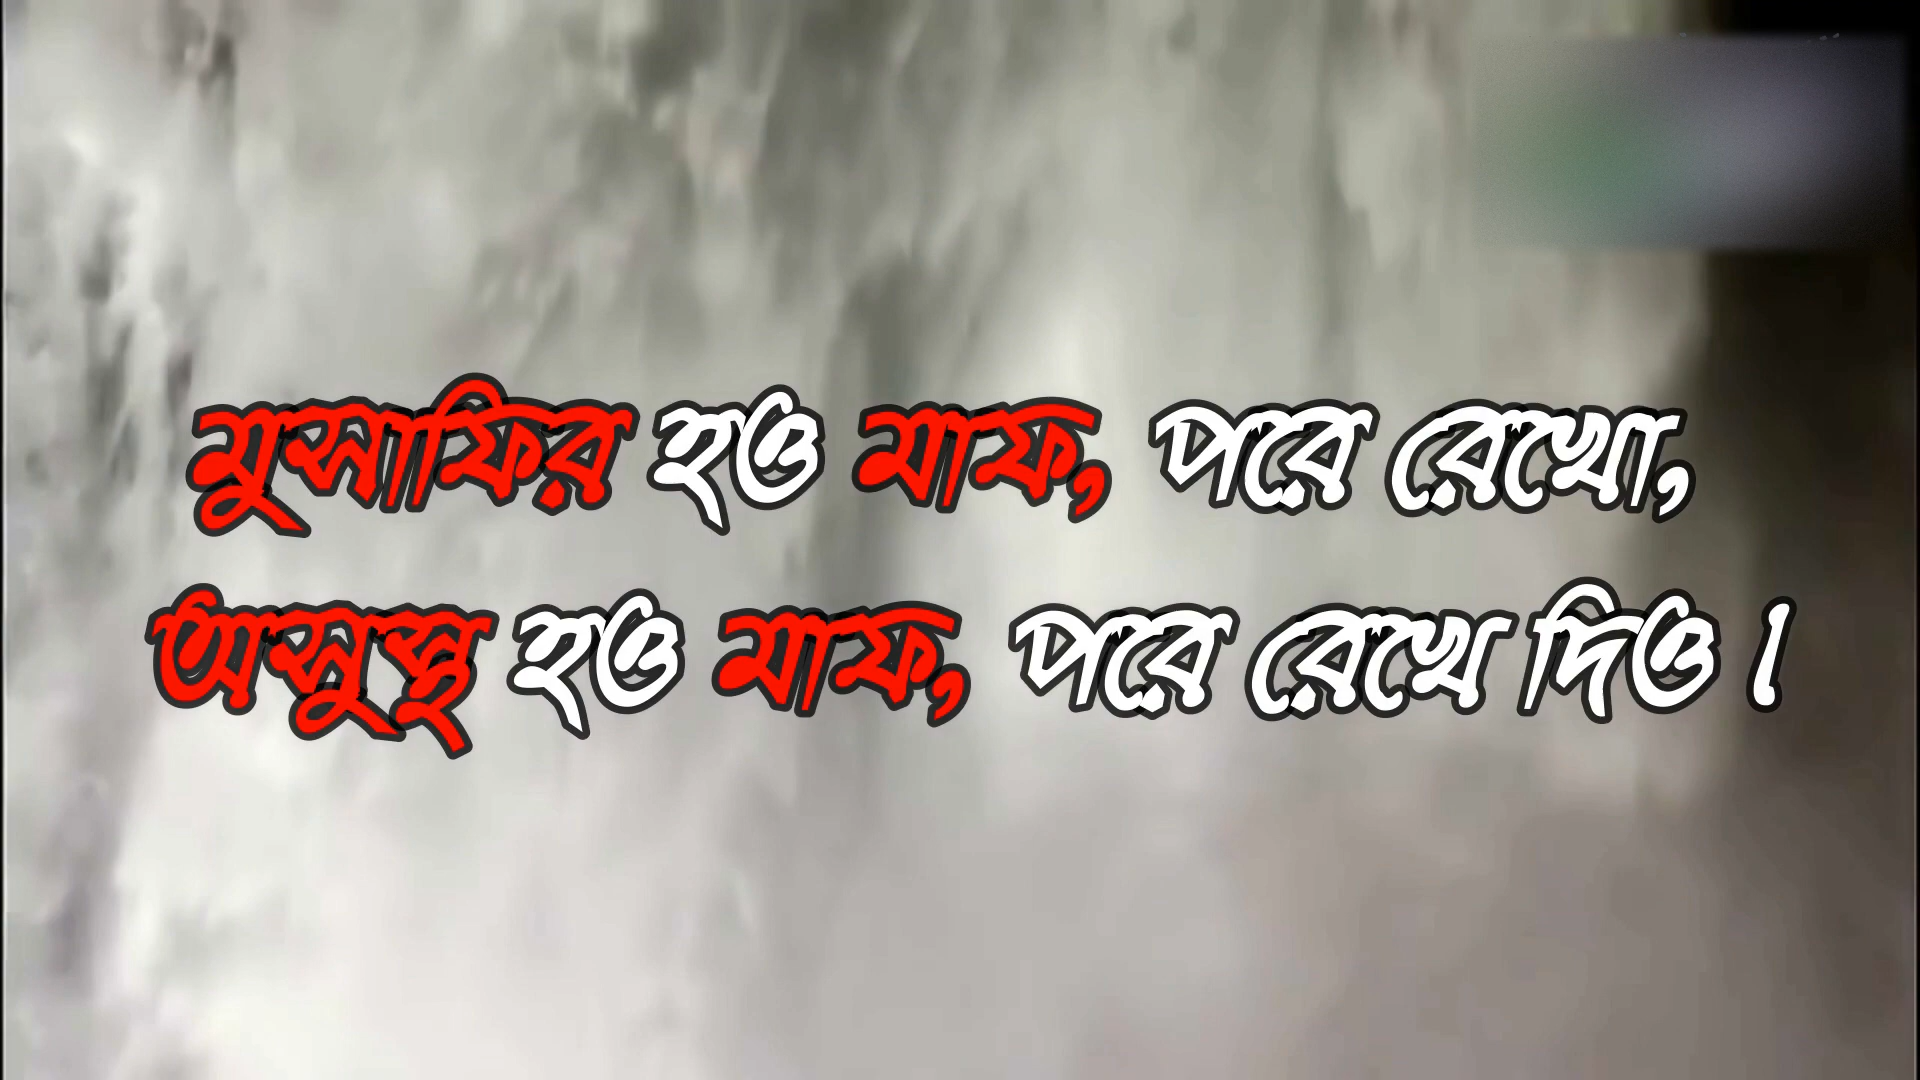 মুসাফির হও মাফ, পরে রেখো,
অসুস্থ হও মাফ, পরে রেখে দিও।